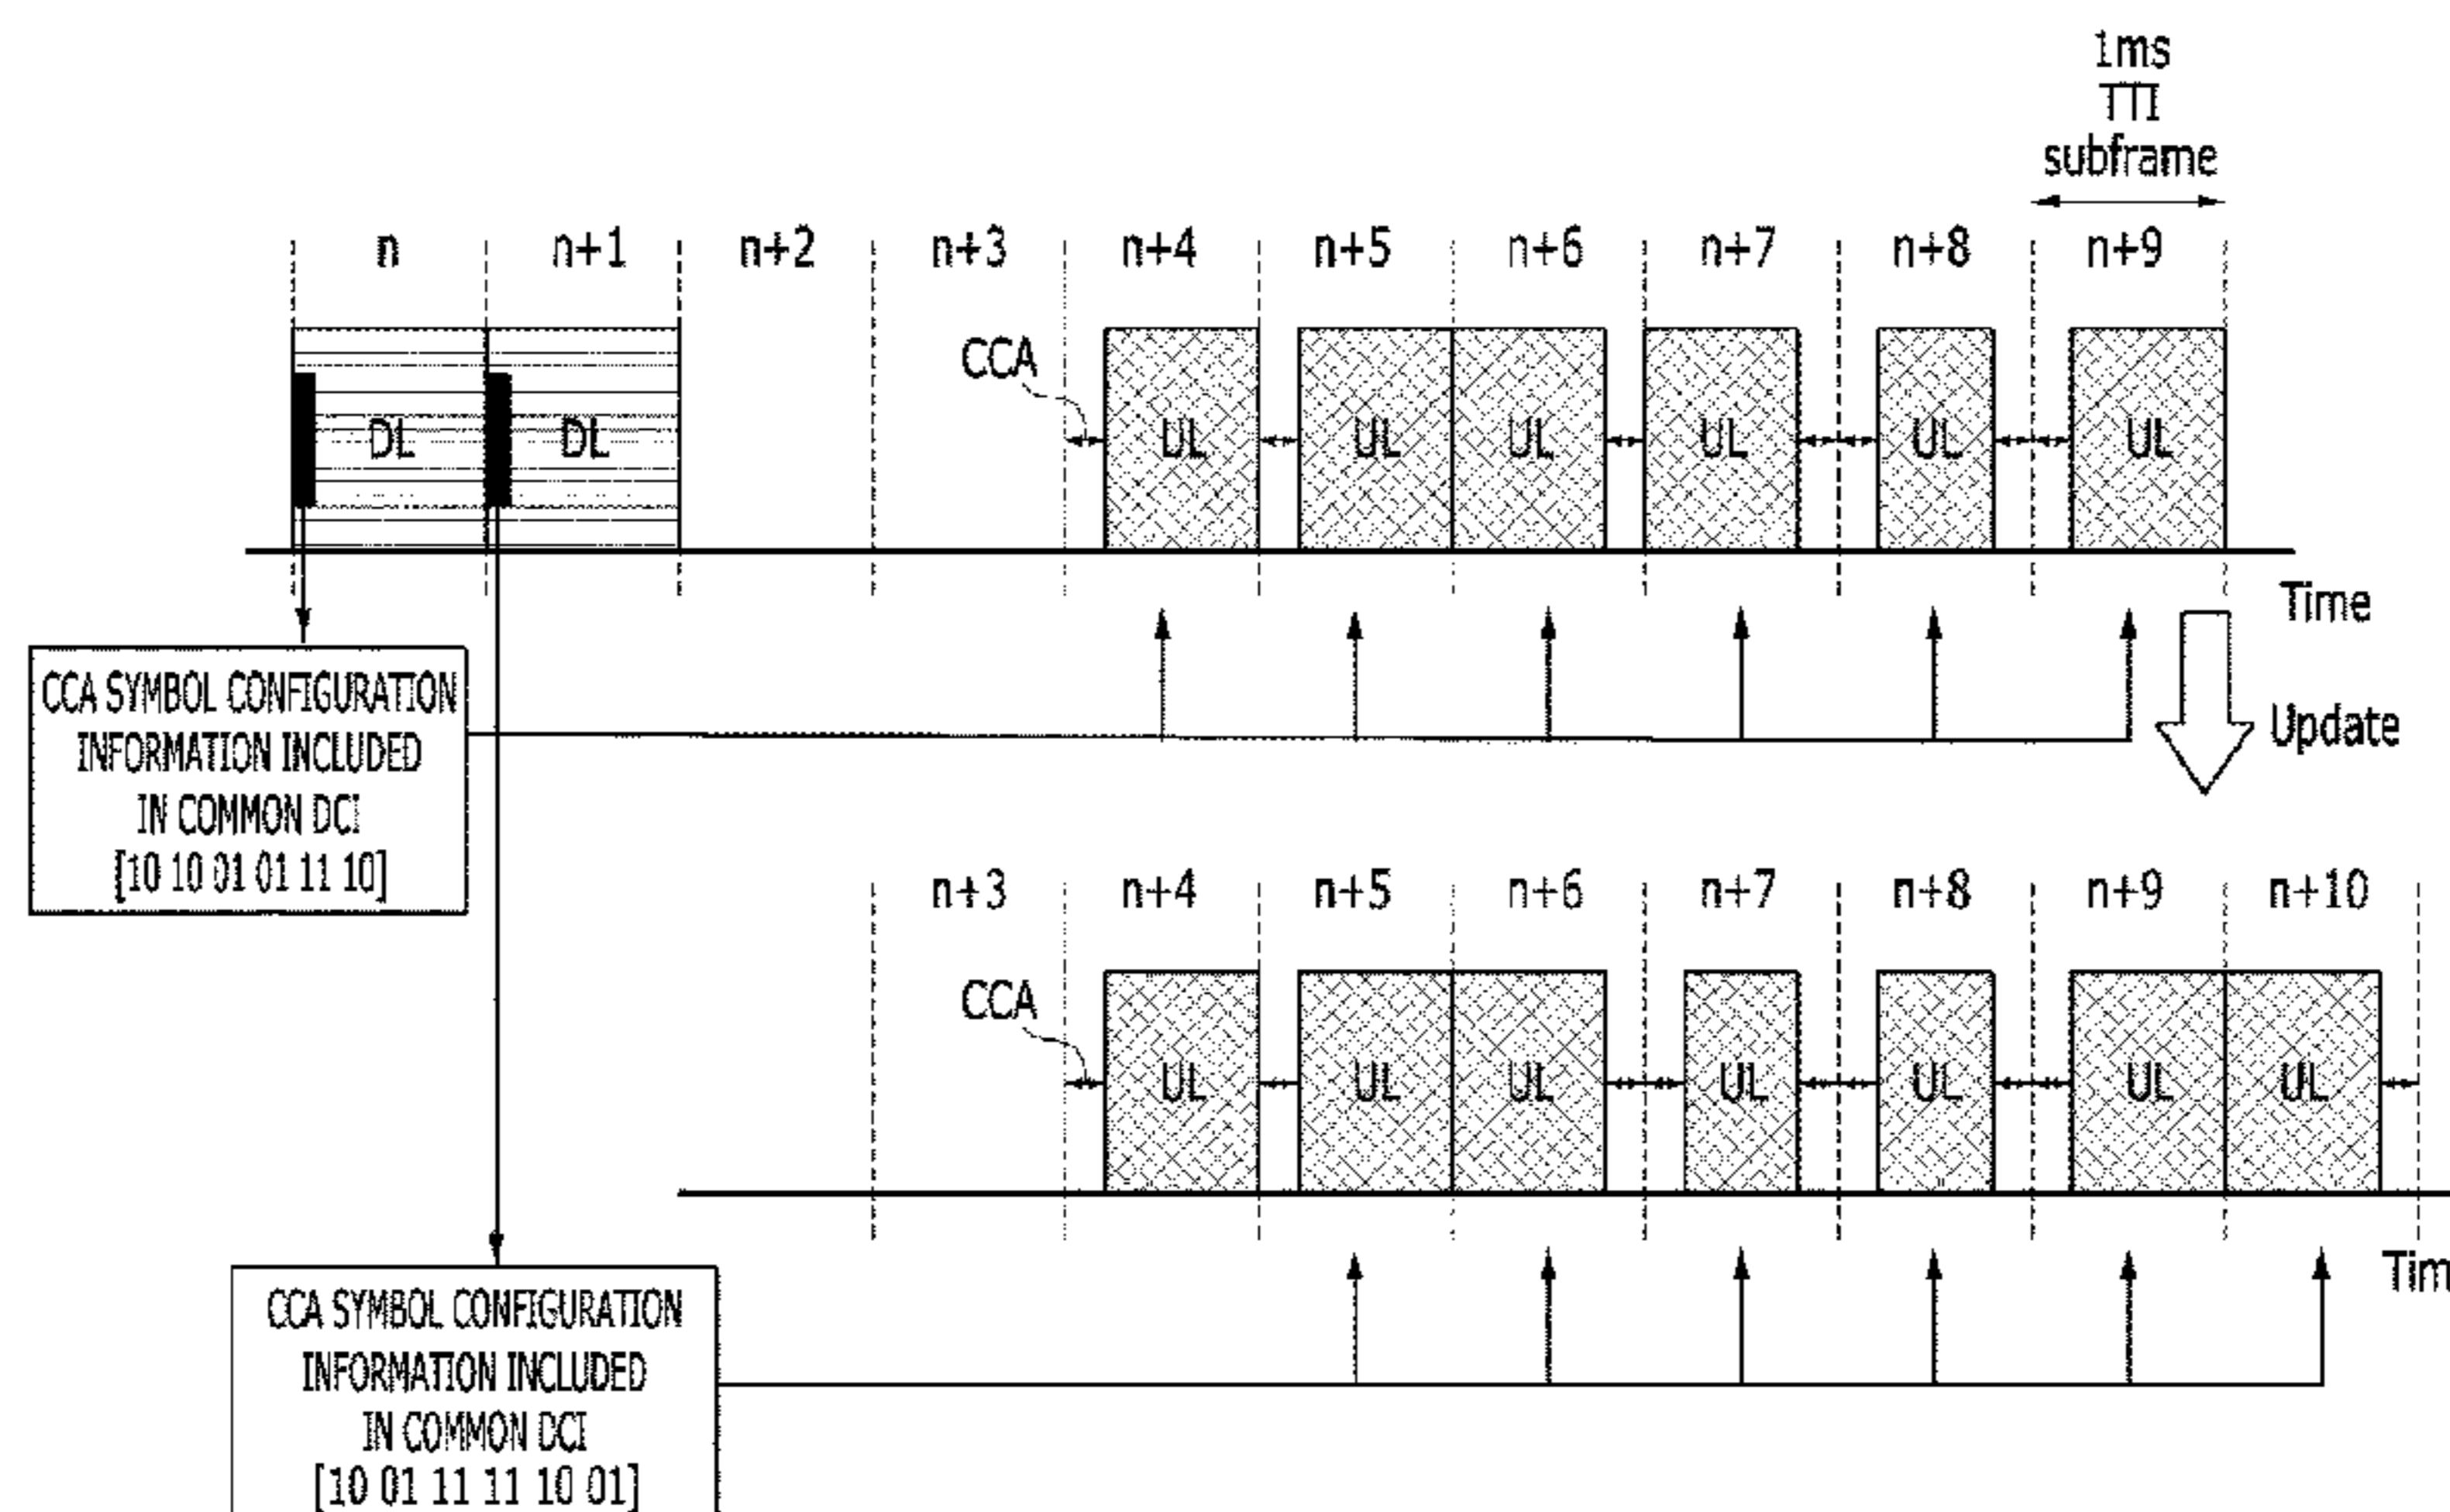 1ms
TTI
subframe
n n+1 n+2 n+3 n+4 n+5 n+6 n+7 n+8 n+9
CCA
DL DL UL UL UL UL UL UL
Time
CCA SYMBOL CONFIGURATION
INFORMATION INCLUDED
IN COMMON DCI
[10 10 01 01 11 10]
Update
n+3 n+4 n+5 n+6 n+7 n+8 n+9 n+10
CCA
UL UL UL UL UL UL UL
Tim
CCA SYMBOL CONFIGURATION
INFORMATION INCLUDED
IN COMMON DCI
[10 01 11 11 10 01]